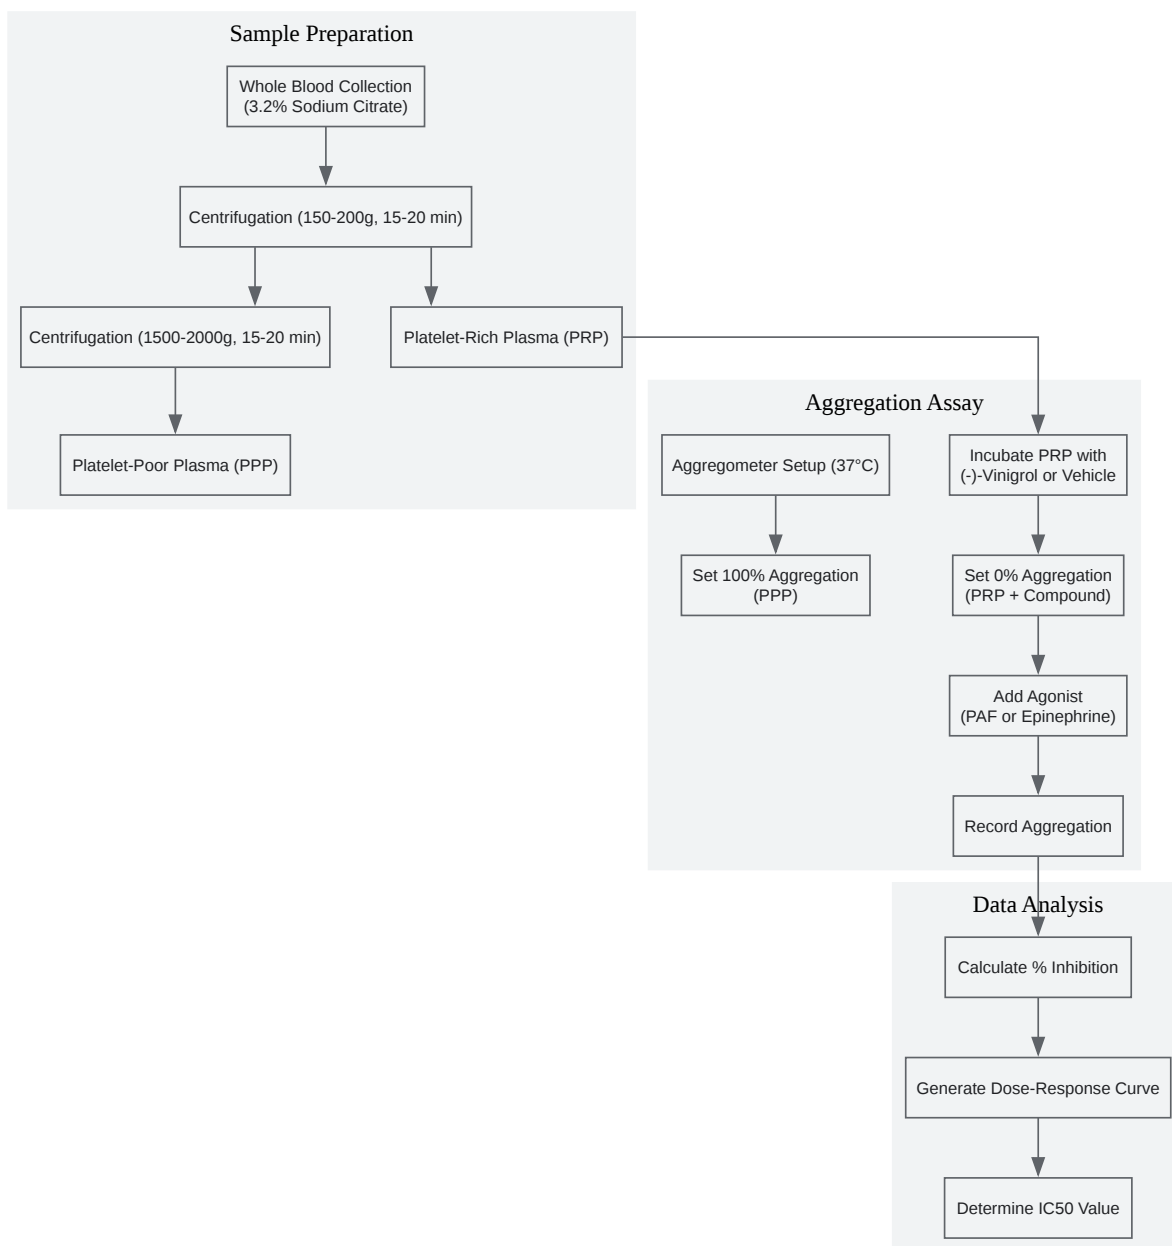 Sample Preparation
Whole Blood Collection
(3.2% Sodium Citrate)
Centrifugation (150-200g, 15-20 min)
Centrifugation (1500-2000g, 15-20 min)
Platelet-Rich Plasma (PRP)
Platelet-Poor Plasma (PPP)
Aggregation Assay
Aggregometer Setup (37°C)
Set 100% Aggregation
(PPP)
Incubate PRP with
(-)-Vinigrol or Vehicle
Set 0% Aggregation
(PRP + Compound)
Add Agonist
(PAF or Epinephrine)
Record Aggregation
Data Analysis
Calculate % Inhibition
Generate Dose-Response Curve
Determine IC50 Value